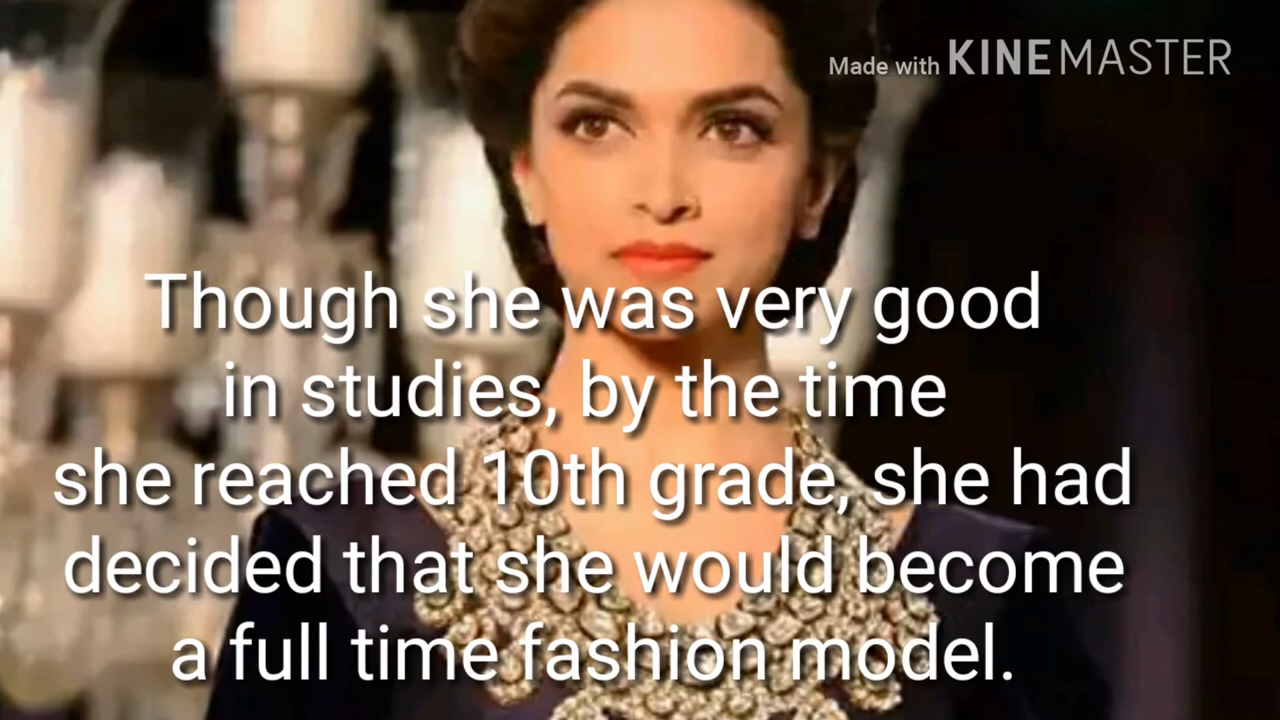 Made with KINEMASTER
Though she was very good
in studies, by the time
she reached 10th grade, she had
decided that she would become
a full time fashion model.